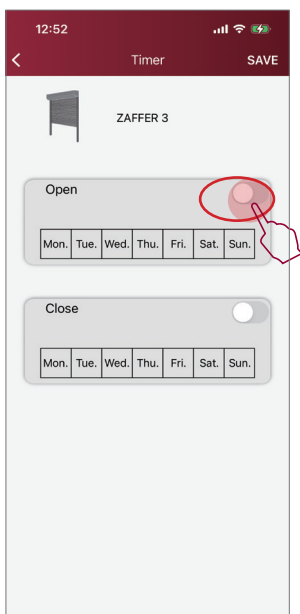 12:52
Timer SAVE
ZAFFER 3
Open
Mon. Tue. Wed. Thu. Fri. Sat. Sun.
Close
Mon. Tue. Wed. Thu. Fri. Sat. Sun.